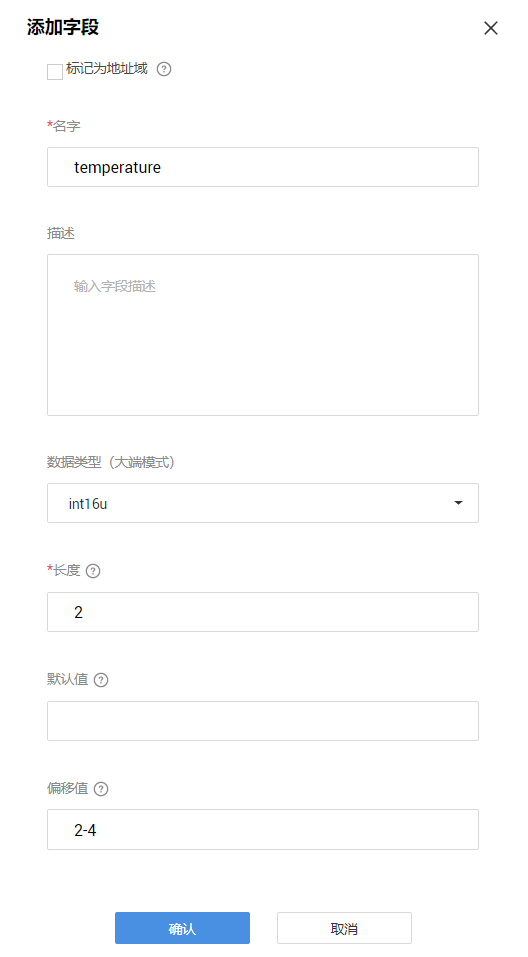 添加字段
标记为地址域
*名字
temperature
描述
输入字段描述
数据类型（大端模式）
int16u
*长度
2
默认值
偏移值
2-4
确认
取消